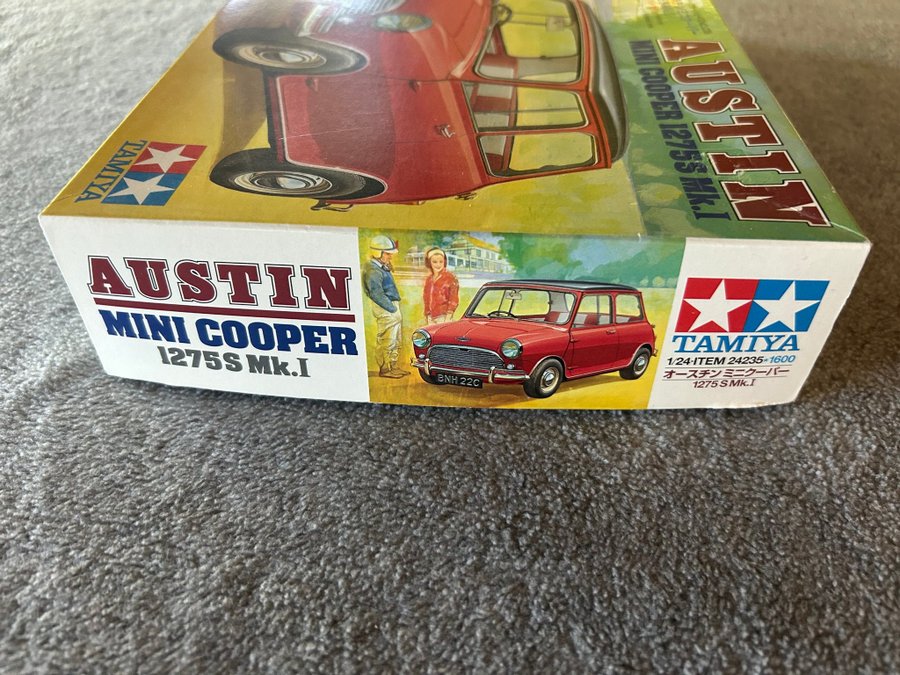 AUSTIN
MINI COOPER 1275S Mk.I
TAMIYA
AUSTIN
MINI COOPER
1275S Mk.I
BNH 22C
TAMIYA
1/24・ITEM 24235*1600
オースチン ミニクーパー
1275 S Mk.I